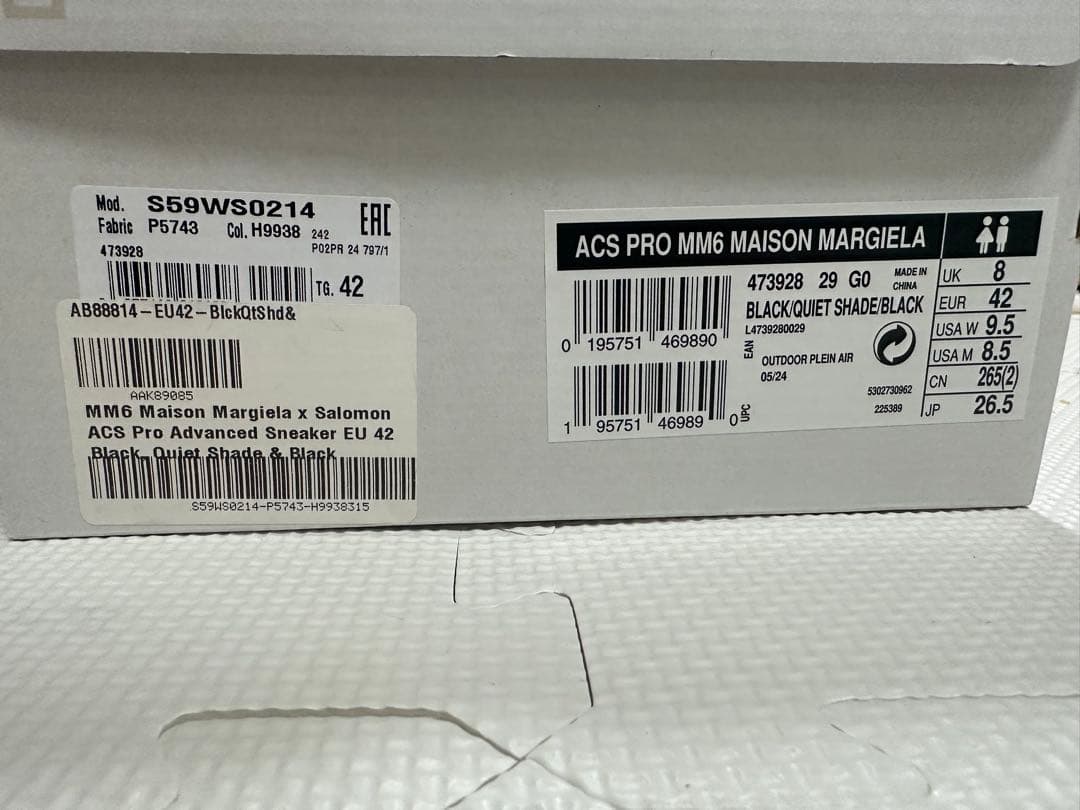 Mod. S59WS0214
Fabric P5743 Col. H9938 242
EAC
473928 P02PR 24 797/1
TG. 42
AB88814-EU42-BlckQtShd&
AAK89085
MM6 Maison Margiela x Salomon
ACS Pro Advanced Sneaker EU 42
Black, Quiet Shade & Black
S59WS0214-P5743-H9938315
ACS PRO MM6 MAISON MARGIELA
473928 29 G0 MADE IN
CHINA
BLACK/QUIET SHADE/BLACK
L4739280029
0 195751 469890 EAN
OUTDOOR PLEIN AIR
05/24
5302730962
225389
1 95751 46989 0 UPC
UK 8
EUR 42
USA W 9.5
USA M 8.5
CN 265(2)
JP 26.5